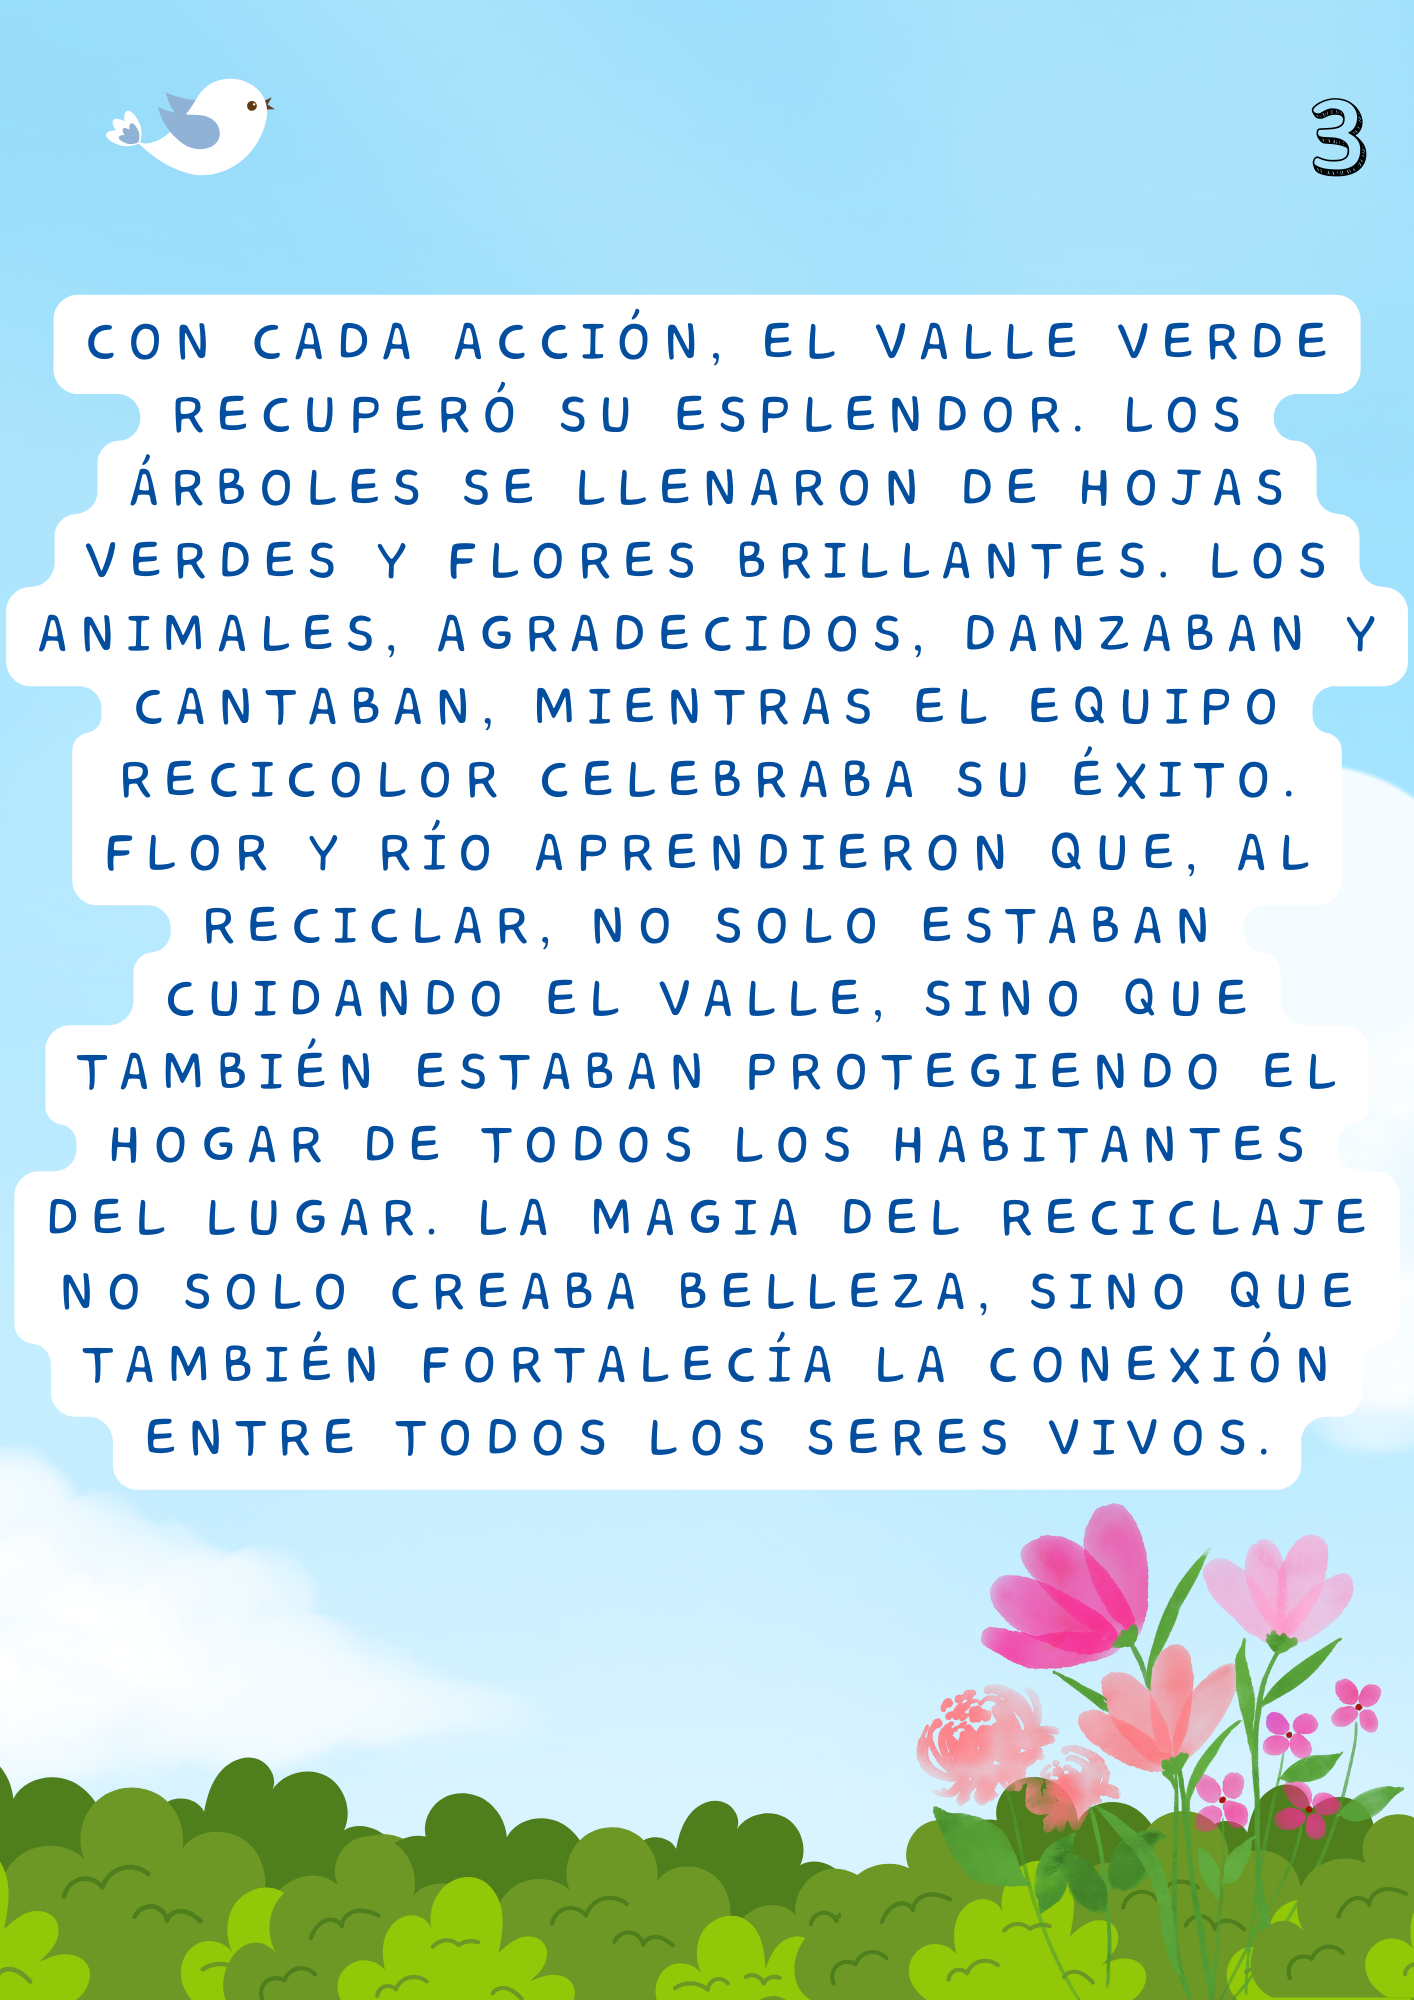 3
CON CADA ACCIÓN, EL VALLE VERDE
RECUPERÓ SU ESPLENDOR. LOS
ÁRBOLES SE LLENARON DE HOJAS
VERDES Y FLORES BRILLANTES. LOS
ANIMALES, AGRADECIDOS, DANZABAN Y
CANTABAN, MIENTRAS EL EQUIPO
RECICOLOR CELEBRABA SU ÉXITO.
FLOR Y RÍO APRENDIERON QUE, AL
RECICLAR, NO SOLO ESTABAN
CUIDANDO EL VALLE, SINO QUE
TAMBIÉN ESTABAN PROTEGIENDO EL
HOGAR DE TODOS LOS HABITANTES
DEL LUGAR. LA MAGIA DEL RECICLAJE
NO SOLO CREABA BELLEZA, SINO QUE
TAMBIÉN FORTALECÍA LA CONEXIÓN
ENTRE TODOS LOS SERES VIVOS.